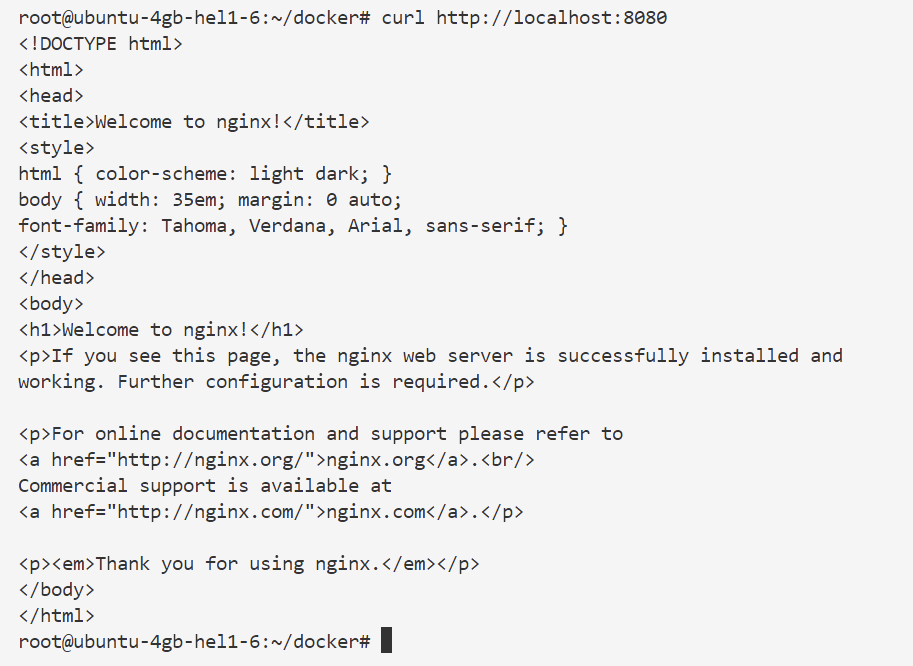 root@ubuntu-4gb-hel1-6:~/docker# curl http://localhost:8080
<!DOCTYPE html>
<html>
<head>
<title>Welcome to nginx!</title>
<style>
html { color-scheme: light dark; }
body { width: 35em; margin: 0 auto;
font-family: Tahoma, Verdana, Arial, sans-serif; }
</style>
</head>
<body>
<h1>Welcome to nginx!</h1>
<p>If you see this page, the nginx web server is successfully installed and
working. Further configuration is required.</p>

<p>For online documentation and support please refer to
<a href="http://nginx.org/">nginx.org</a>.<br/>
Commercial support is available at
<a href="http://nginx.com/">nginx.com</a>.</p>

<p><em>Thank you for using nginx.</em></p>
</body>
</html>
root@ubuntu-4gb-hel1-6:~/docker#